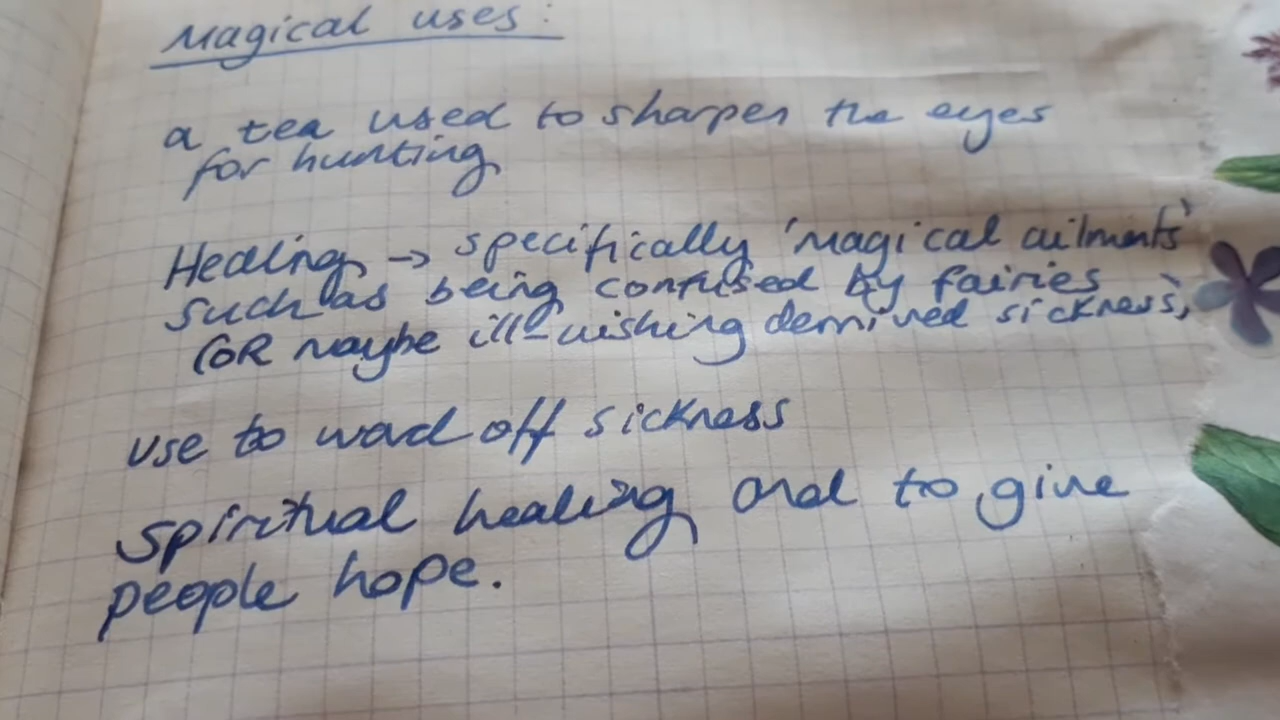 Magical uses:
a tea used to sharpen the eyes
for hunting
Healing → specifically 'magical ailments'
such as being confused by fairies
(OR maybe ill-wishing derived sickness)
use to ward off sickness
spiritual healing and to give
people hope.